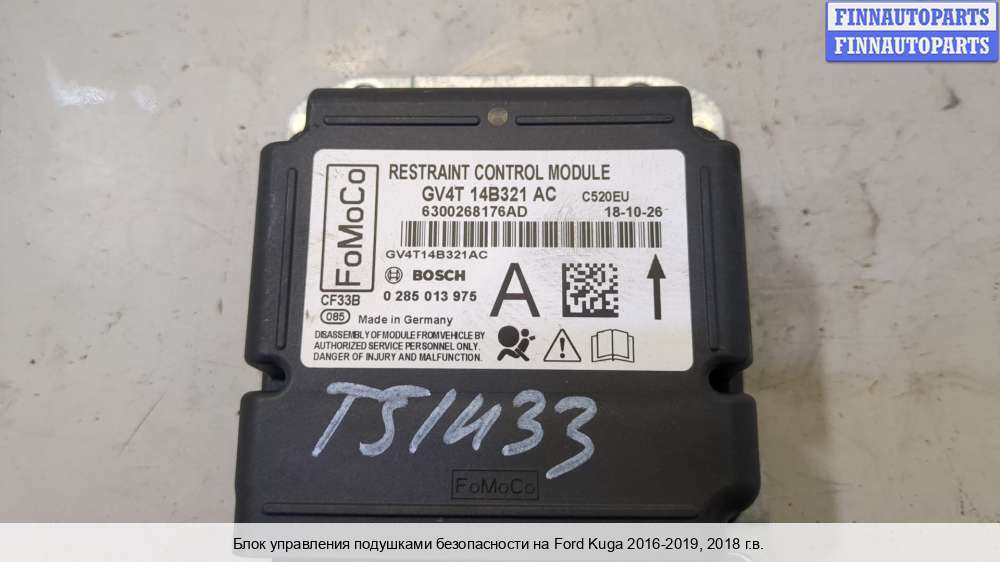 FINNAUTOPARTS
FINNAUTOPARTS
FoMoCo
RESTRAINT CONTROL MODULE
GV4T 14B321 AC C520EU
6300268176AD 18-10-26
GV4T14B321AC
BOSCH
0 285 013 975
A
CF33B
085
Made in Germany
DISASSEMBLY OF MODULE FROM VEHICLE BY
AUTHORIZED SERVICE PERSONNEL ONLY.
DANGER OF INJURY AND MALFUNCTION.
TS1433
FoMoCo
Блок управления подушками безопасности на Ford Kuga 2016-2019, 2018 г.в.